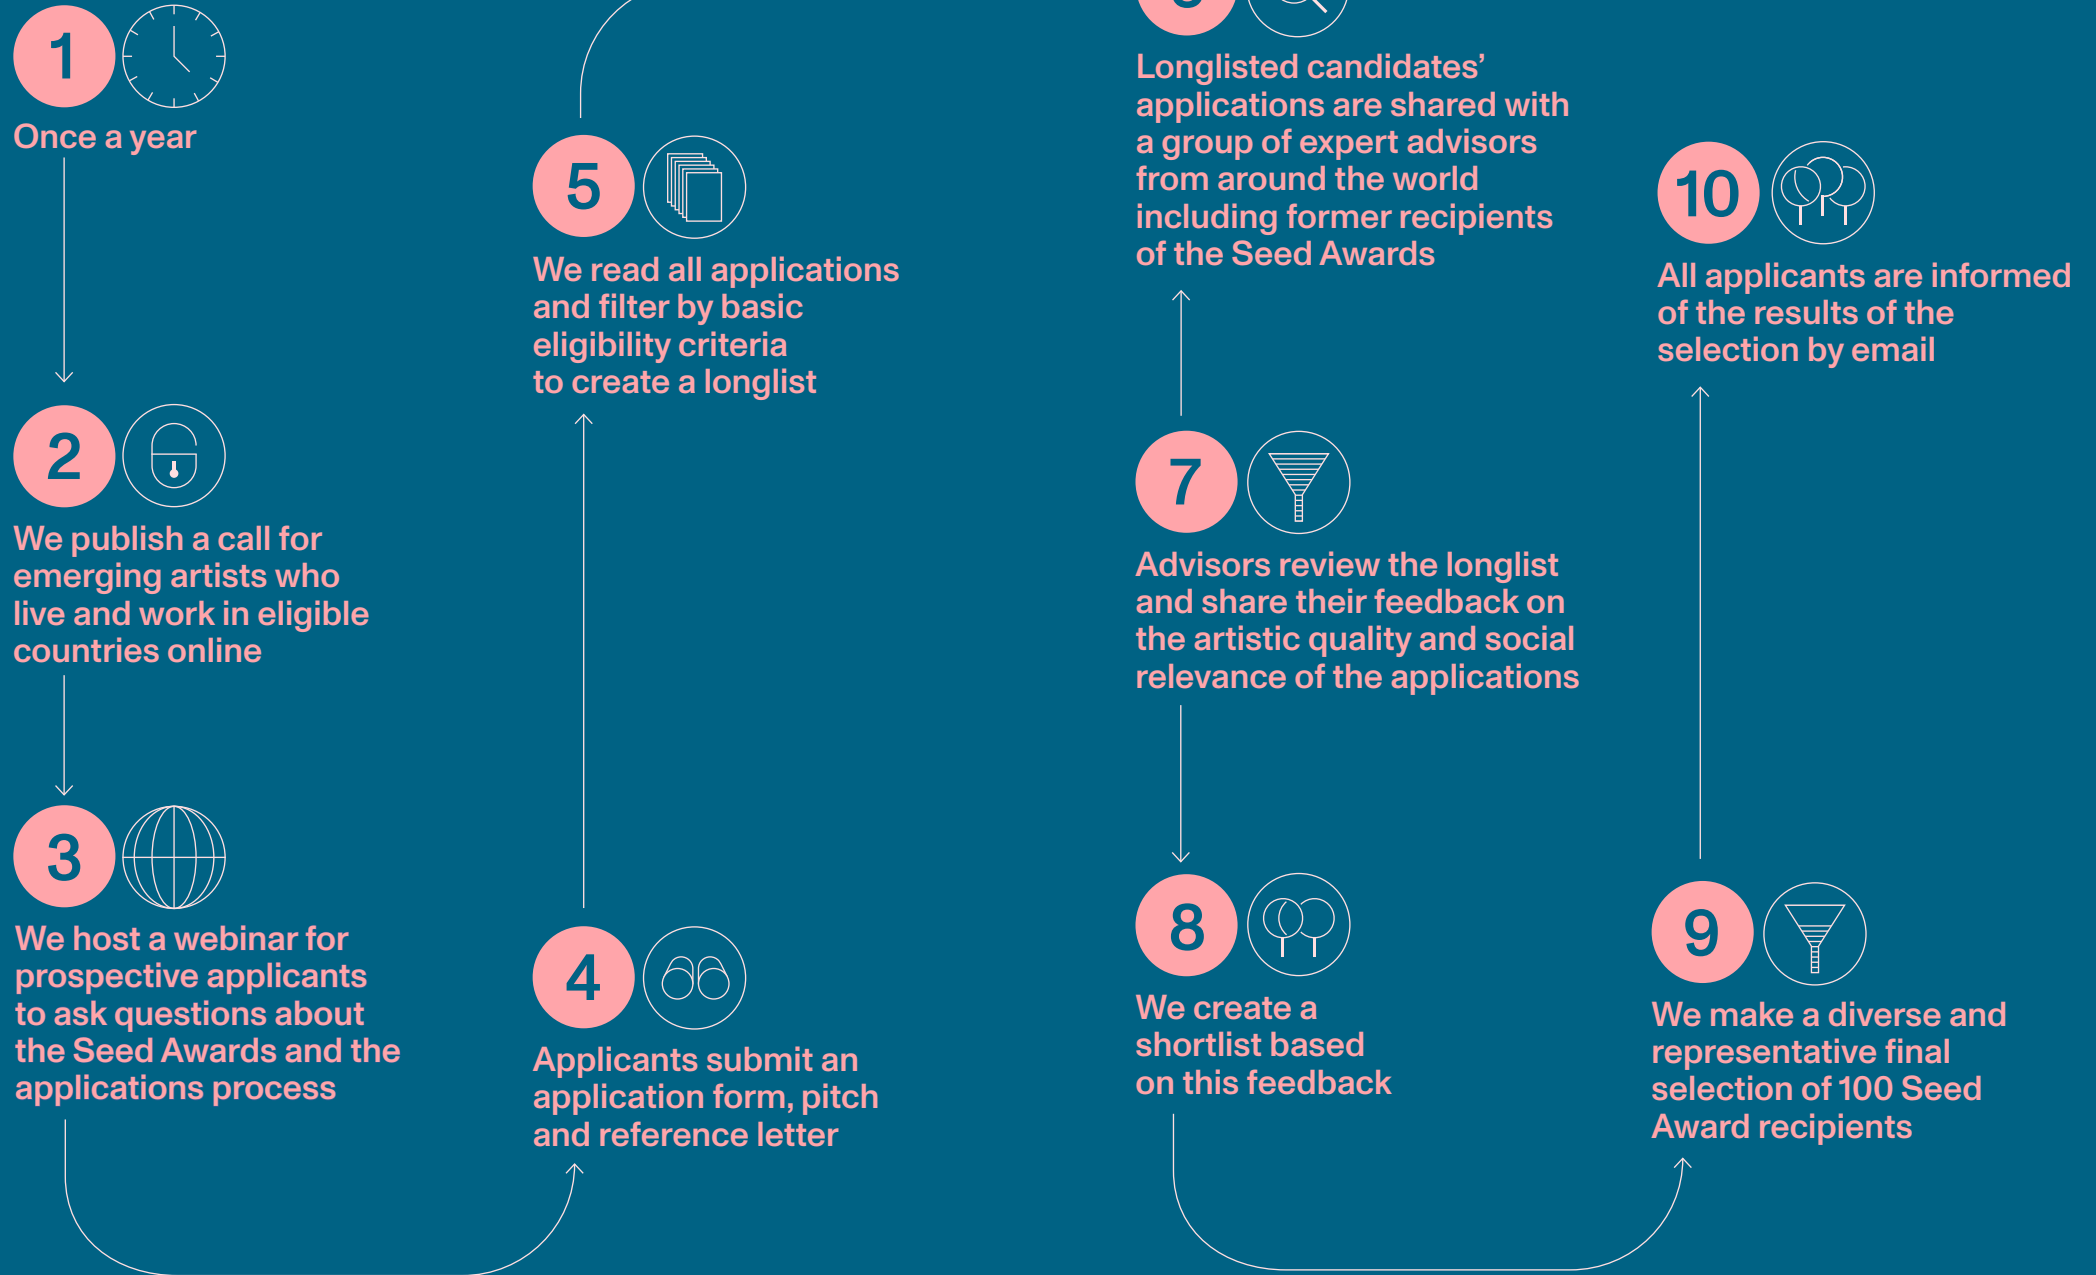 1
Once a year
2
We publish a call for
emerging artists who
live and work in eligible
countries online
3
We host a webinar for
prospective applicants
to ask questions about
the Seed Awards and the
applications process
4
Applicants submit an
application form, pitch
and reference letter
5
We read all applications
and filter by basic
eligibility criteria
to create a longlist
Longlisted candidates’
applications are shared with
a group of expert advisors
from around the world
including former recipients
of the Seed Awards
7
Advisors review the longlist
and share their feedback on
the artistic quality and social
relevance of the applications
8
We create a
shortlist based
on this feedback
9
We make a diverse and
representative final
selection of 100 Seed
Award recipients
10
All applicants are informed
of the results of the
selection by email